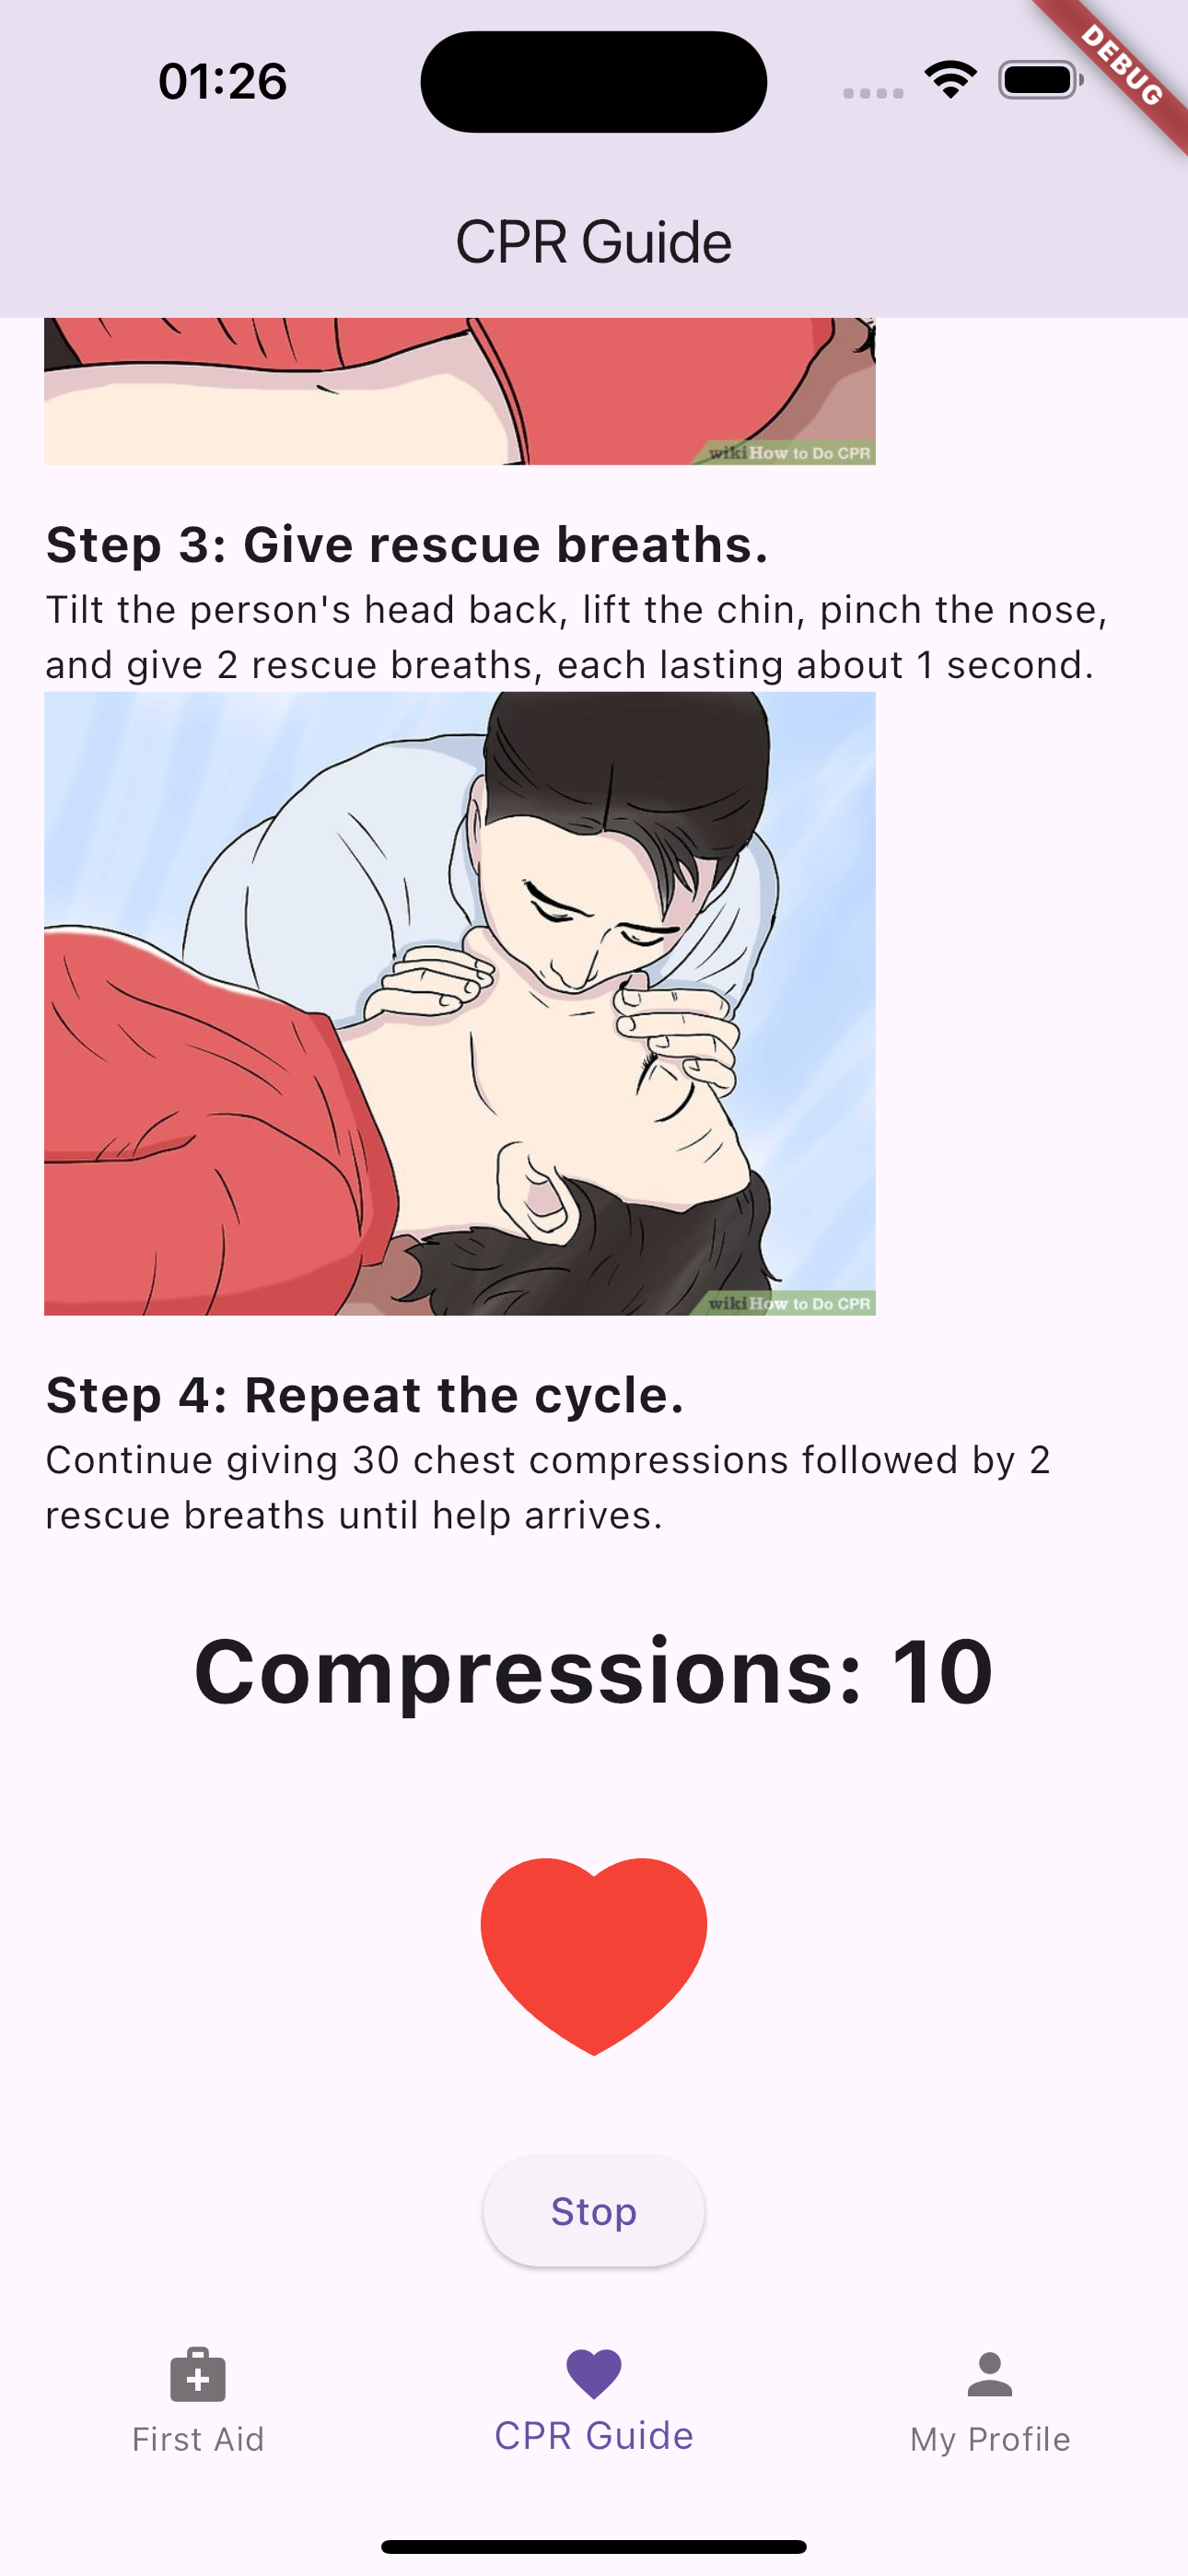 01:26
DEBUG
CPR Guide
wikiHow to Do CPR
Step 3: Give rescue breaths.
Tilt the person's head back, lift the chin, pinch the nose,
and give 2 rescue breaths, each lasting about 1 second.
wikiHow to Do CPR
Step 4: Repeat the cycle.
Continue giving 30 chest compressions followed by 2
rescue breaths until help arrives.
Compressions: 10
Stop
First Aid
CPR Guide
My Profile